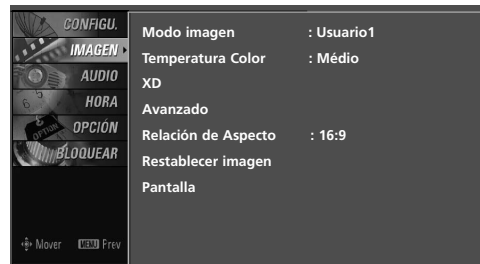 CONFIGU.
IMAGEN
AUDIO
HORA
OPCIÓN
BLOQUEAR
Mover MENU Prev
Modo imagen : Usuario1
Temperatura Color : Médio
XD
Avanzado
Relación de Aspecto : 16:9
Restablecer imagen
Pantalla